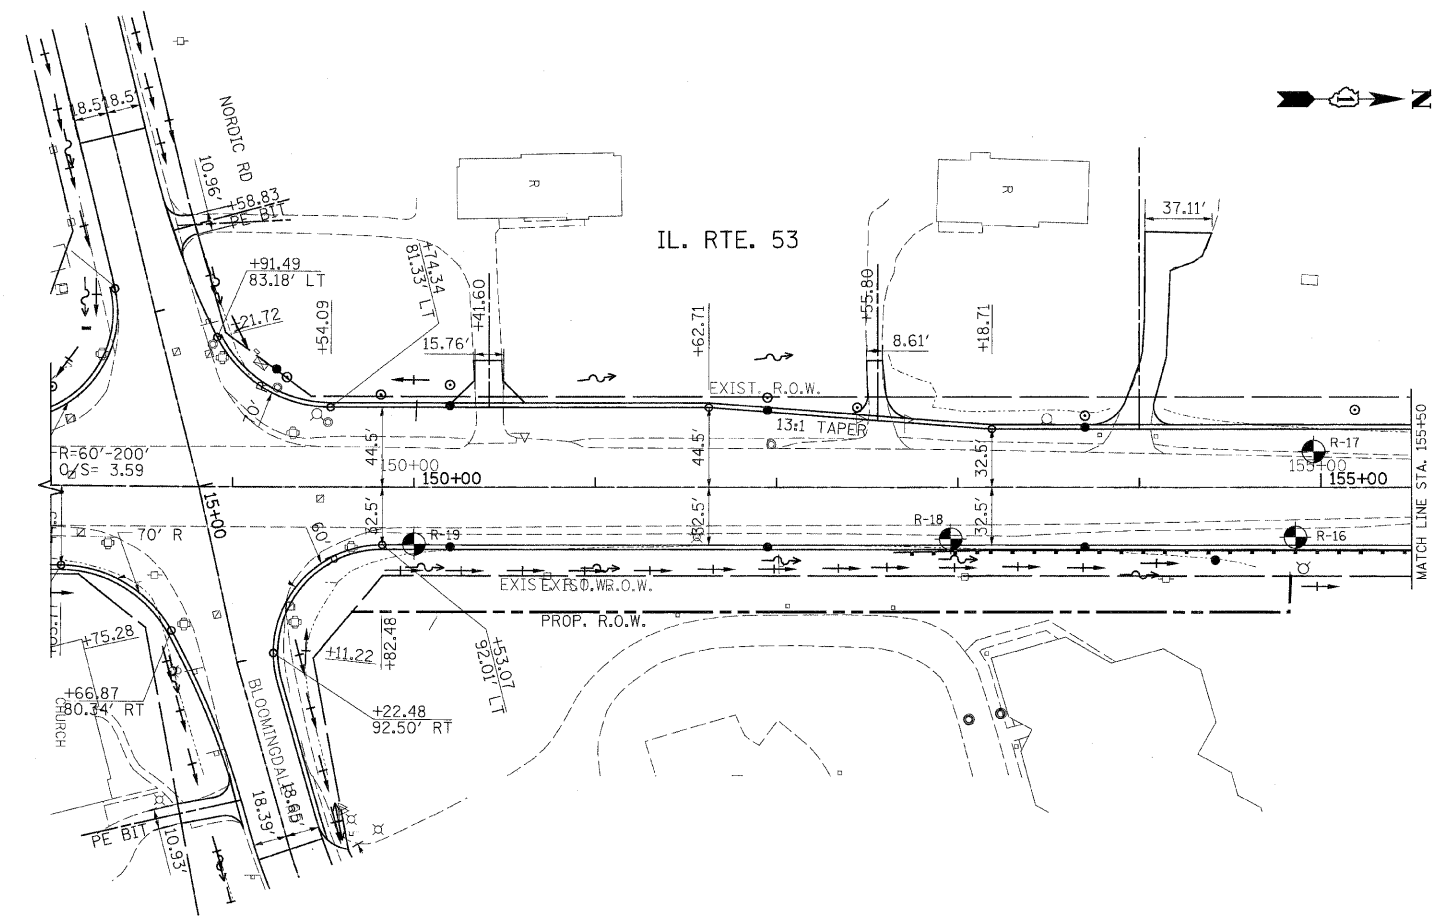 18.5'
18.5'
NORDIC RD
10.96'
+58.83
PE BIT
N
R
R
37.11'
IL. RTE. 53
+91.49
83.18' LT
+74.34
81.33' LT
+21.72
+54.09
+41.60
15.76'
+62.71
+55.80
8.61'
+18.71
EXIST. R.O.W.
13:1 TAPER
R-17
R=60'-200'
C/S= 3.59
44.5'
44.5'
32.5'
150+00
150+00
155+00
155+00
MATCH LINE STA. 155+50
15+00
32.5'
32.5'
32.5'
70' R
60'
R-19
R-18
R-16
EXIST. R.O.W.
PROP. R.O.W.
+75.28
+66.87
80.34' RT
CHURCH
+11.22
+82.48
+53.07
92.01' LT
+22.48
92.50' RT
BLOOMINGDALE
18.39'
18.65'
PE BIT
10.93'